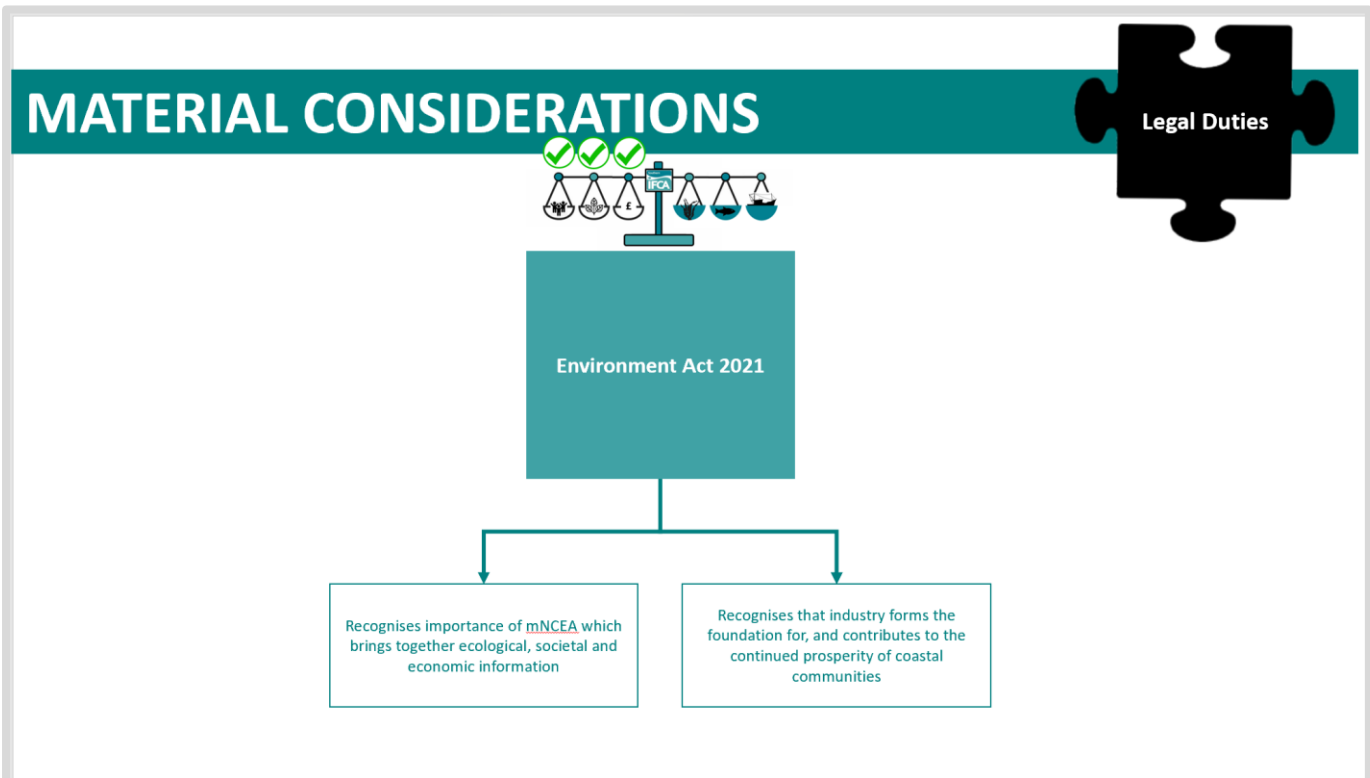 MATERIAL CONSIDERATIONS
Legal Duties
IFCA
£
Environment Act 2021
Recognises importance of mNCEA which
brings together ecological, societal and
economic information
Recognises that industry forms the
foundation for, and contributes to the
continued prosperity of coastal
communities